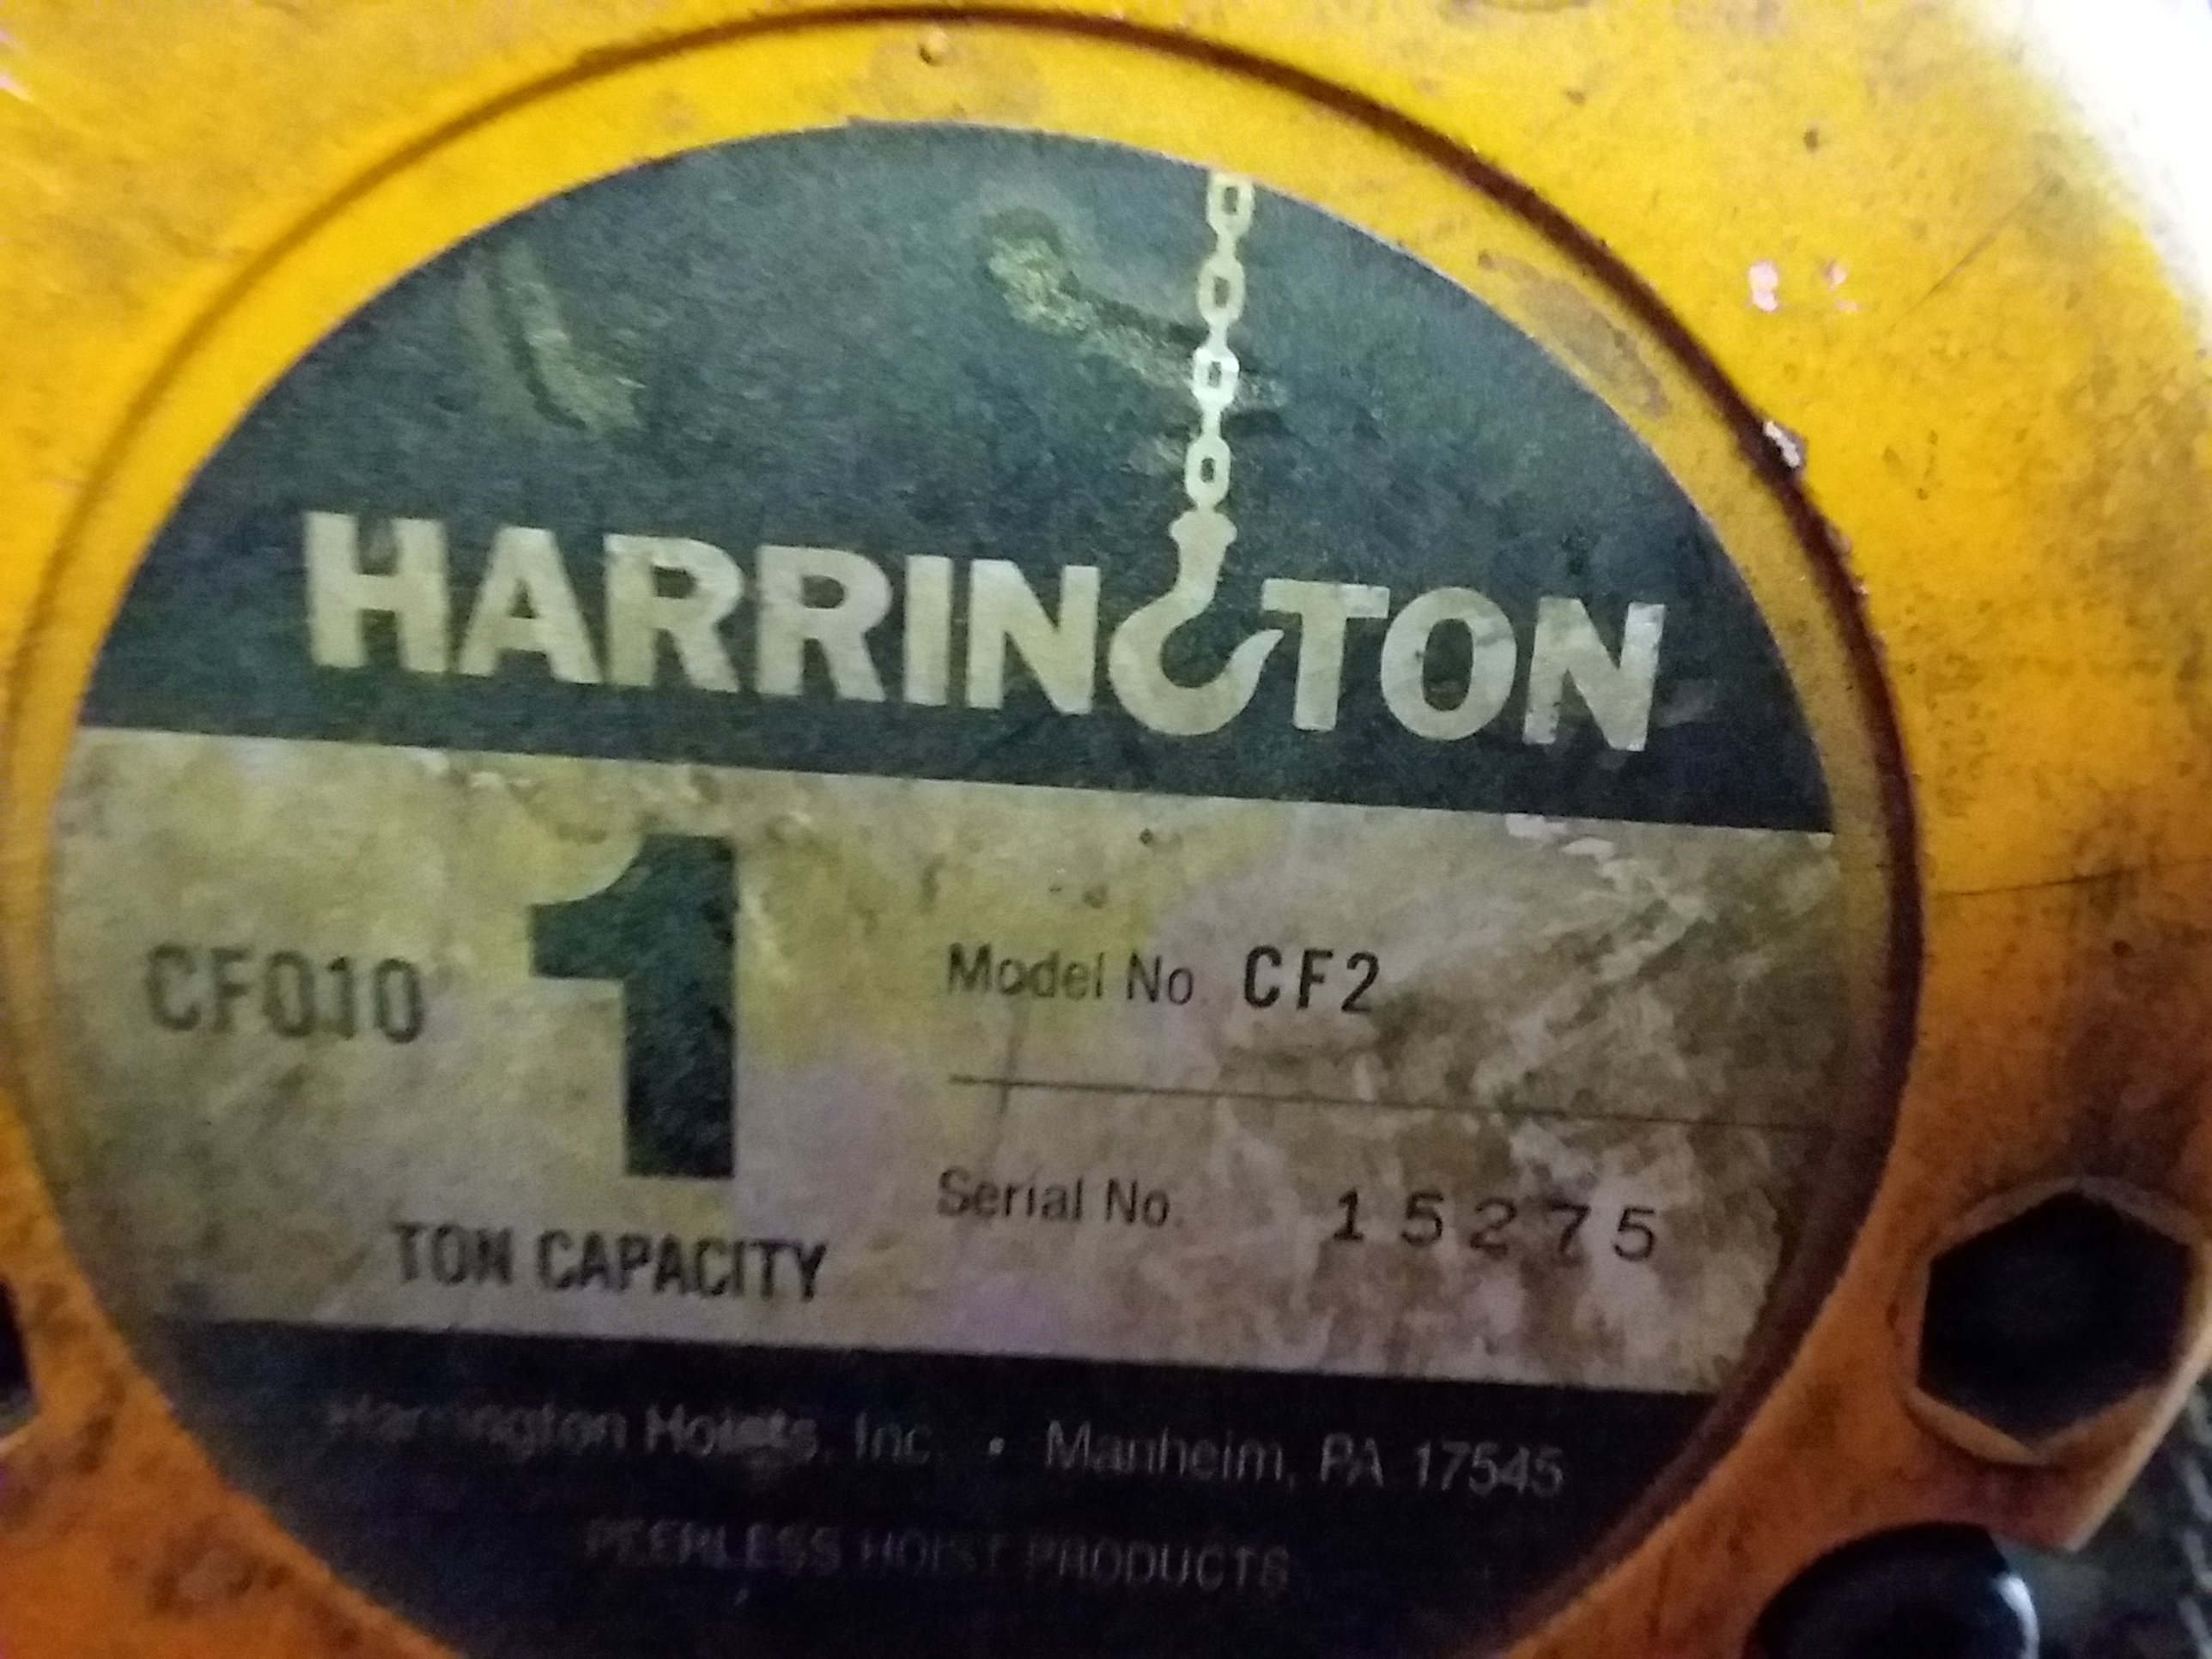 HARRINGTON
CF010
1
TON CAPACITY
Model No. CF2
Serial No. 15275
Harrington Hoists, Inc. • Manheim, PA 17545
PEERLESS HOIST PRODUCTS